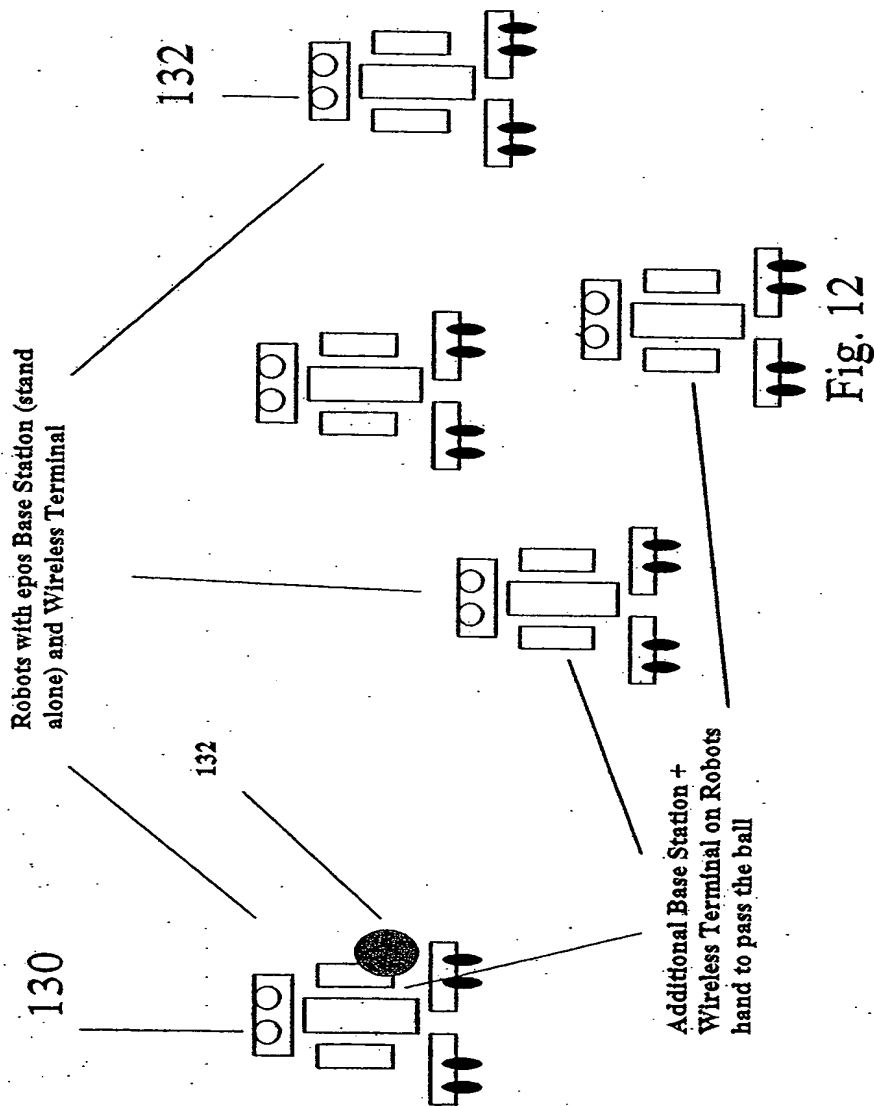 Robots with epos Base Station (stand
alone) and Wireless Terminal
130
132
132
Additional Base Station +
Wireless Terminal on Robots
hand to pass the ball
Fig. 12